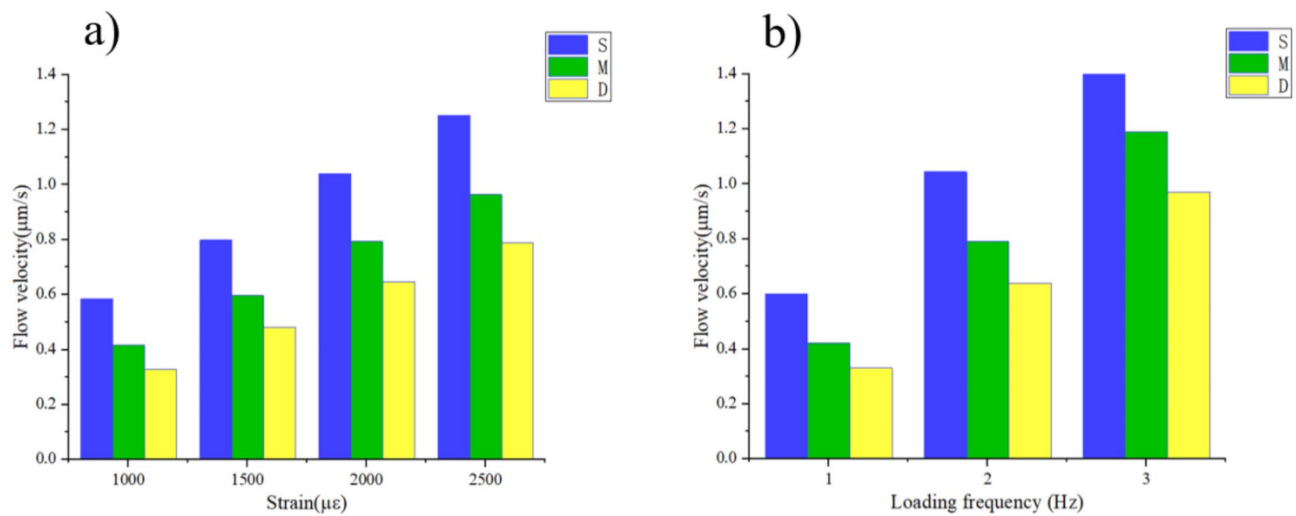 a)
S
M
D
1.4
1.2
1.0
0.8
0.6
0.4
0.2
0.0
Flow velocity(μm/s)
1000 1500 2000 2500
Strain(με)
b)
S
M
D
1.4
1.2
1.0
0.8
0.6
0.4
0.2
0.0
Flow velocity(μm/s)
1 2 3
Loading frequency (Hz)